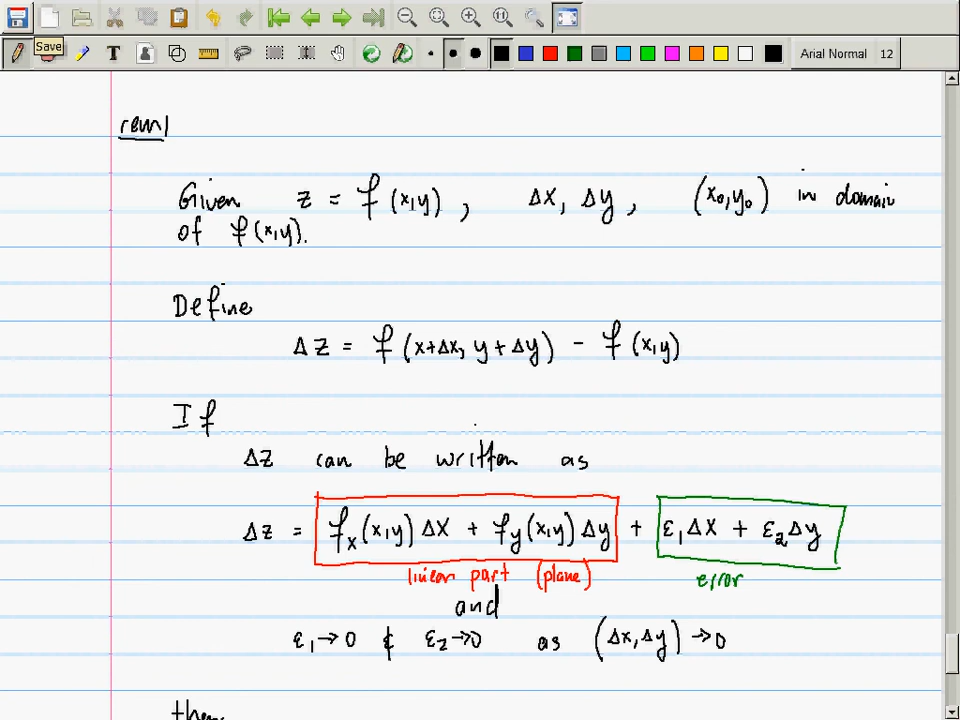 Save
T
Arial Normal 12
rem1
Given z = f(x,y), Δx, Δy, (x₀,y₀) in domain
of f(x,y).
Define
Δz = f(x+Δx, y+Δy) - f(x,y)
If
Δz can be written as
Δz = fₓ(x,y)Δx + f_y(x,y)Δy + ε₁Δx + ε₂Δy
linear part (plane) error
and
ε₁→0 & ε₂→0 as (Δx,Δy)→0
then